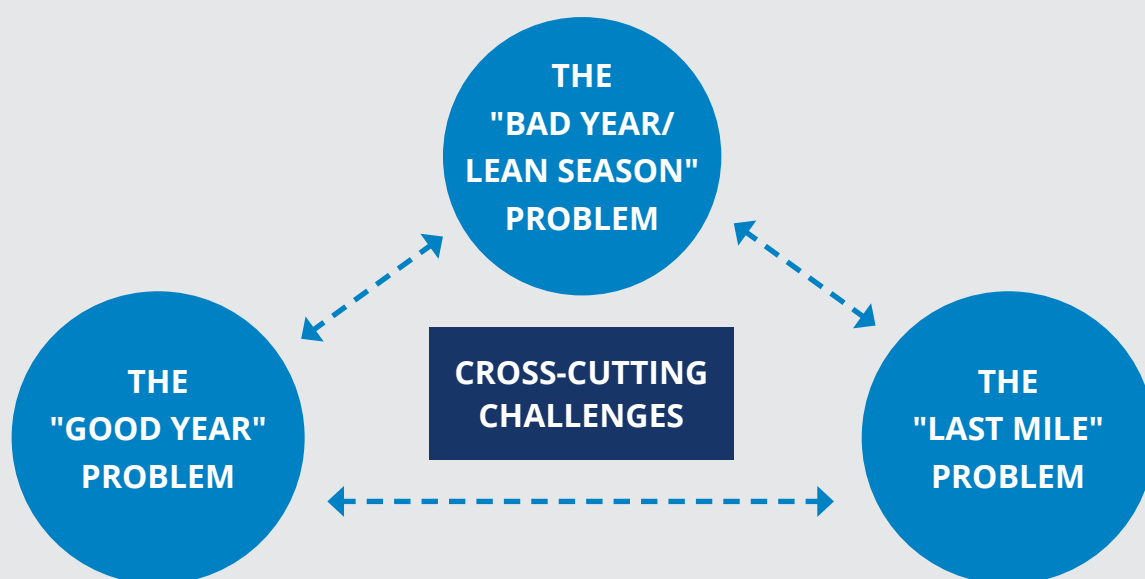 THE
"BAD YEAR/
LEAN SEASON"
PROBLEM
CROSS-CUTTING
CHALLENGES
THE
"GOOD YEAR"
PROBLEM
THE
"LAST MILE"
PROBLEM